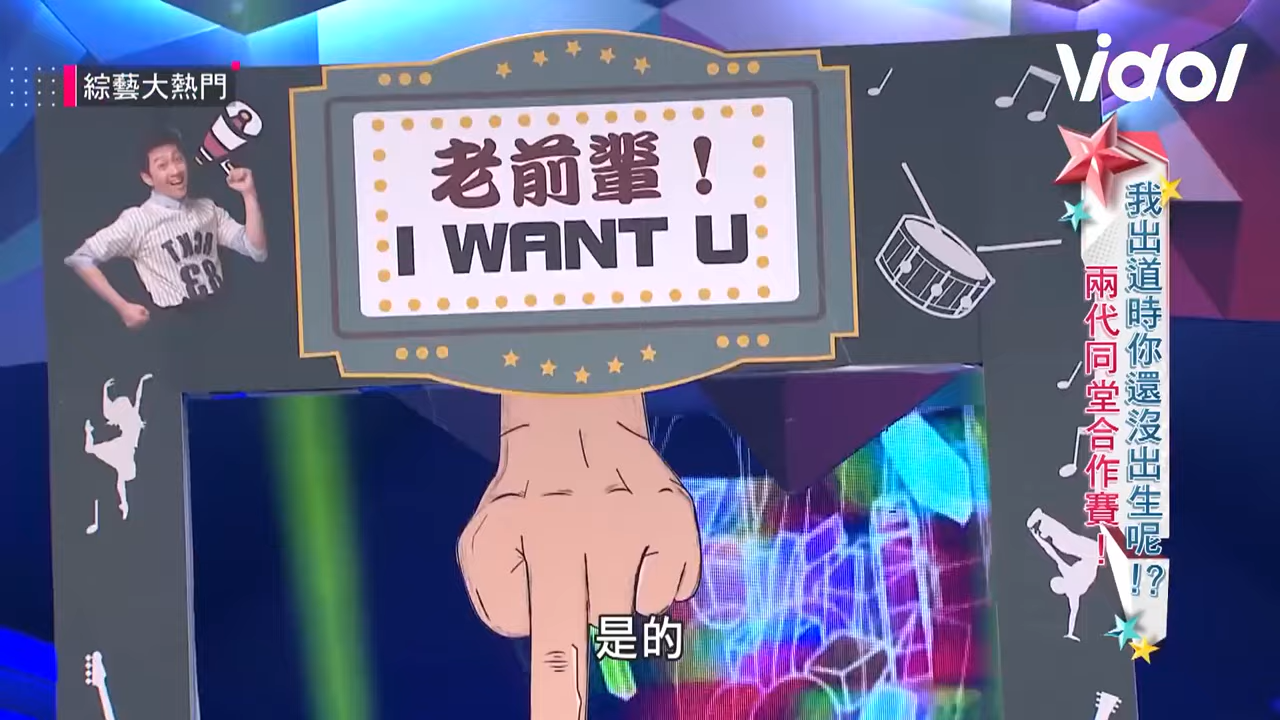 綜藝大熱門
Vidol
老前輩！
I WANT U
我出道時你還沒出生呢!?
兩代同堂合作費！
是的